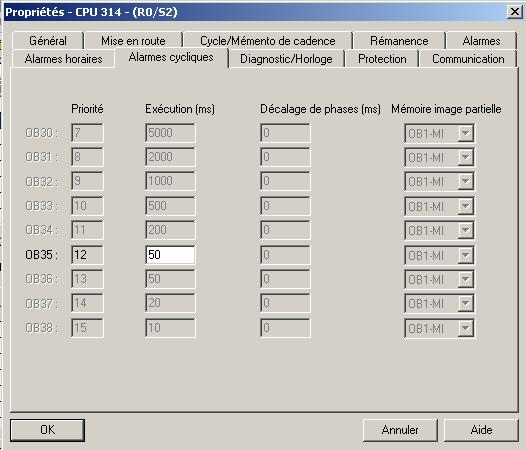 Propriétés - CPU 314 - (R0/S2)
Général Mise en route Cycle/Mémento de cadence Rémanence Alarmes
Alarmes horaires Alarmes cycliques Diagnostic/Horloge Protection Communication
Priorité Exécution (ms) Décalage de phases (ms) Mémoire image partielle
OB30 : 7 5000 0 OB1-MI
OB31 : 8 2000 0 OB1-MI
OB32 : 9 1000 0 OB1-MI
OB33 : 10 500 0 OB1-MI
OB34 : 11 200 0 OB1-MI
OB35 : 12 50 0 OB1-MI
OB36 : 13 50 0 OB1-MI
OB37 : 14 20 0 OB1-MI
OB38 : 15 10 0 OB1-MI
OK Annuler Aide